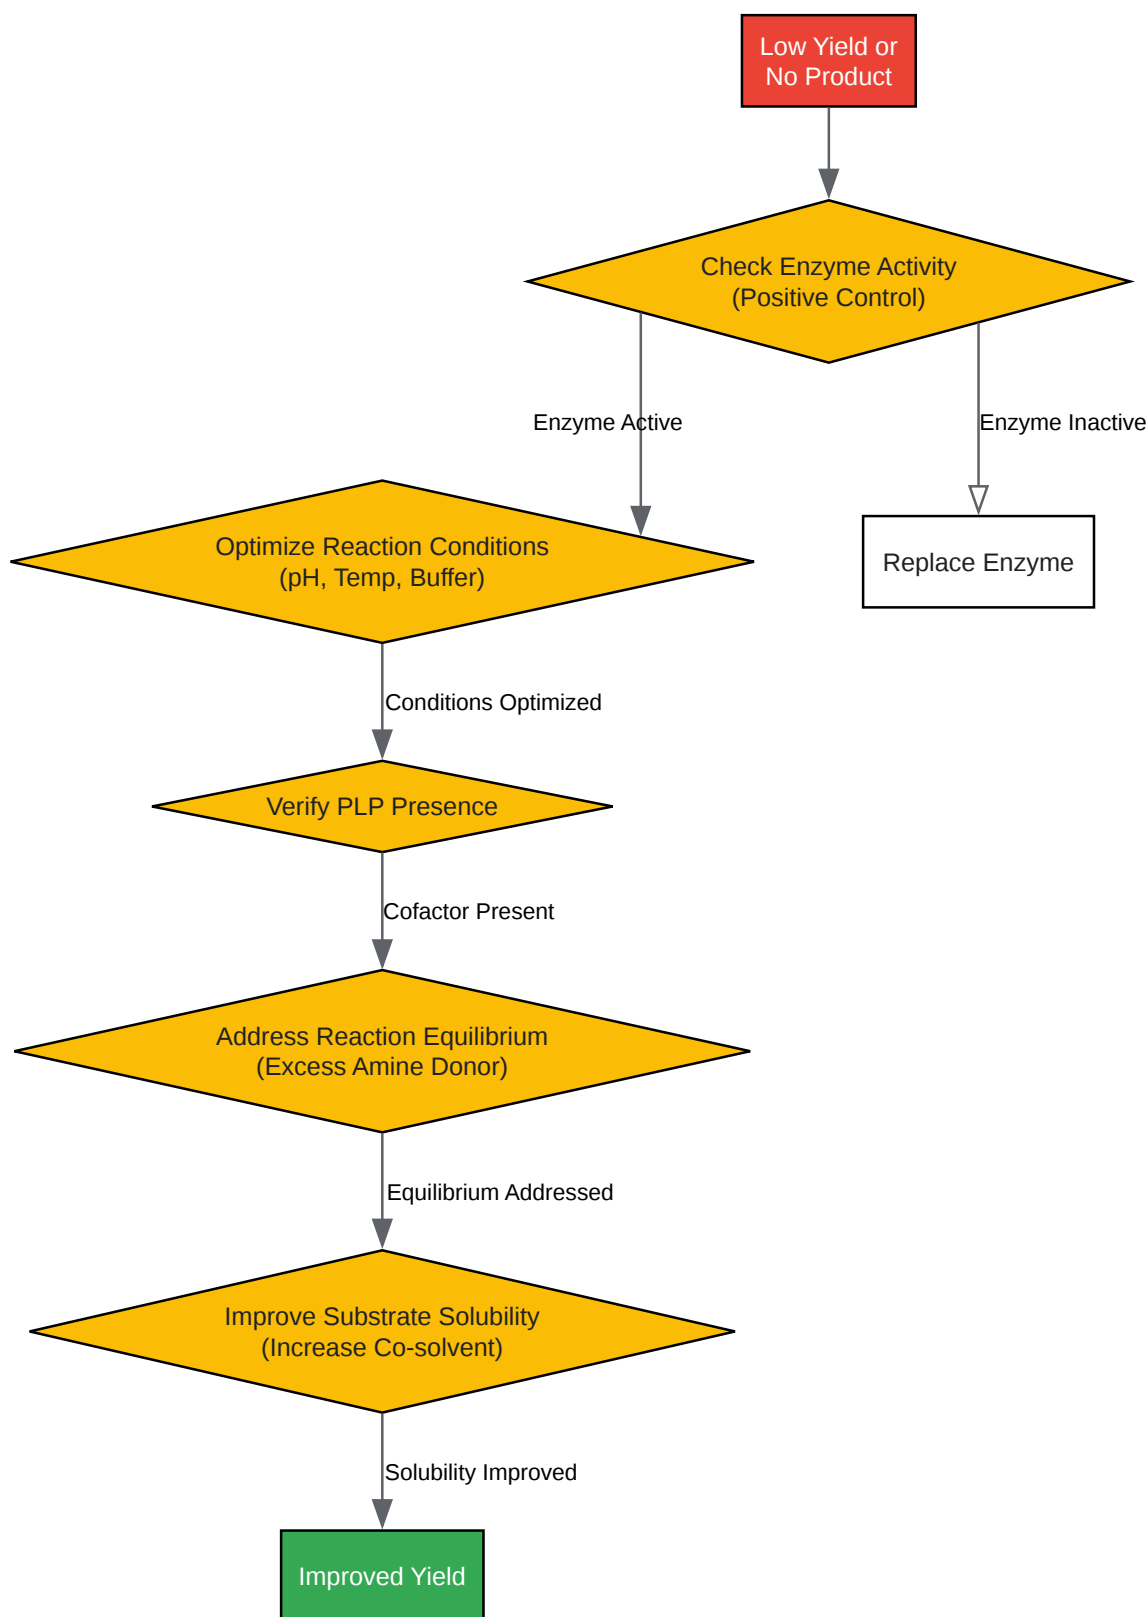 Low Yield or
No Product
Check Enzyme Activity
(Positive Control)
Enzyme Active
Enzyme Inactive
Optimize Reaction Conditions
(pH, Temp, Buffer)
Replace Enzyme
Conditions Optimized
Verify PLP Presence
Cofactor Present
Address Reaction Equilibrium
(Excess Amine Donor)
Equilibrium Addressed
Improve Substrate Solubility
(Increase Co-solvent)
Solubility Improved
Improved Yield